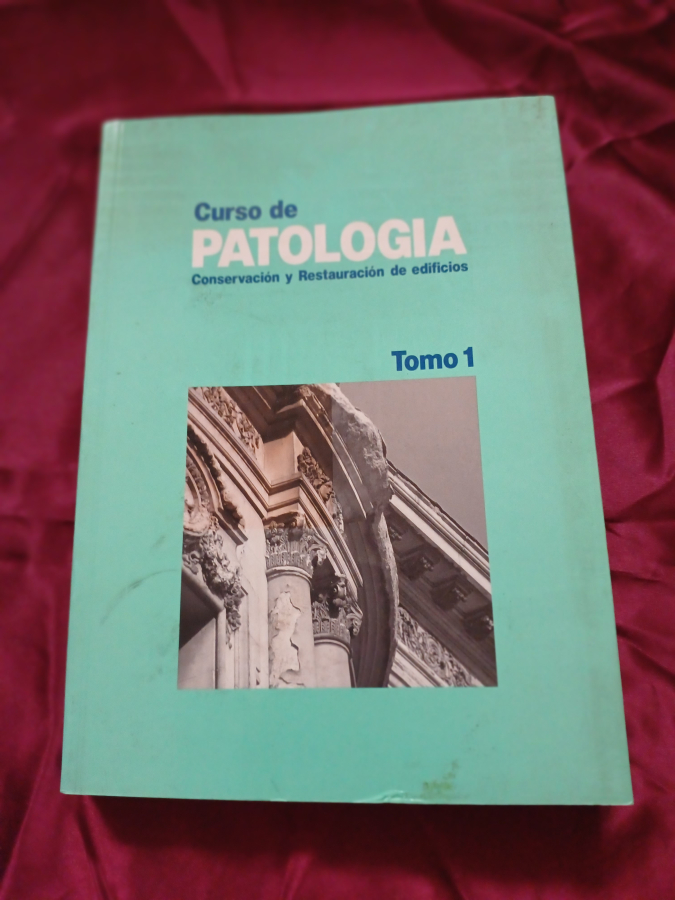 Curso de
PATOLOGIA
Conservación y Restauración de edificios
Tomo 1